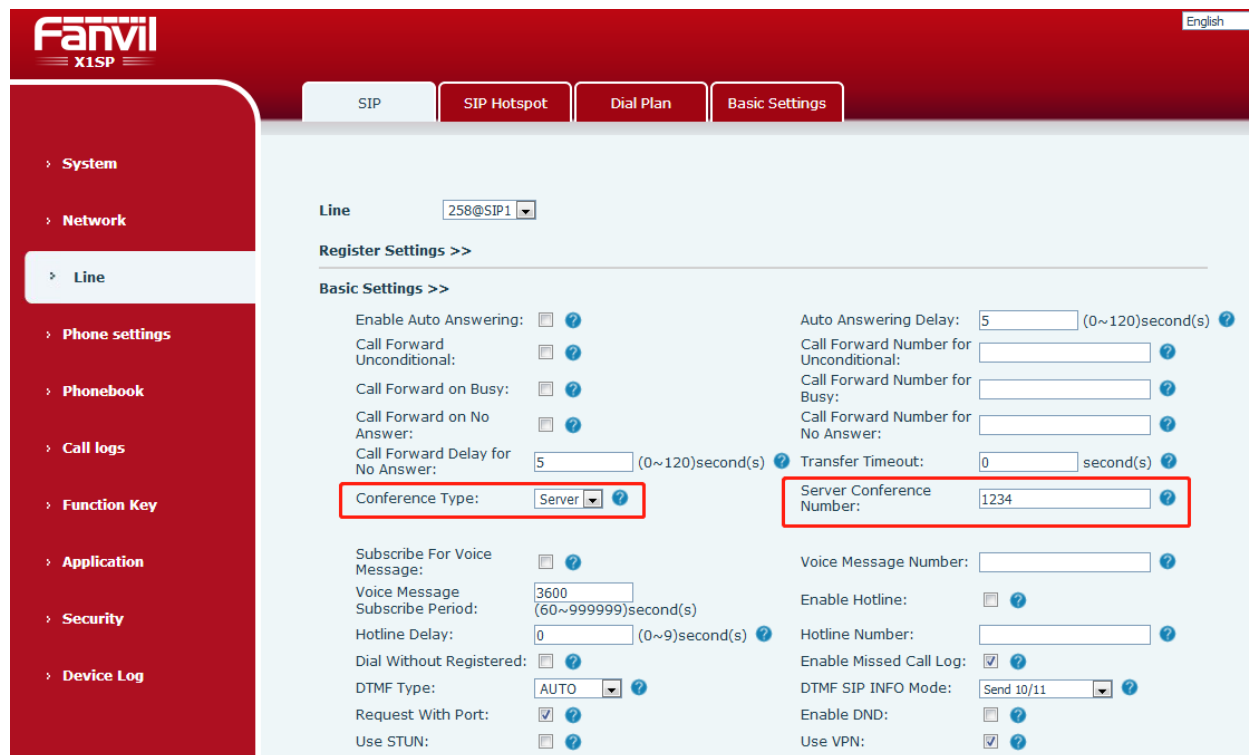 English
Fanvil
X1SP
SIP
SIP Hotspot
Dial Plan
Basic Settings
› System
› Network
› Line
› Phone settings
› Phonebook
› Call logs
› Function Key
› Application
› Security
› Device Log
Line 258@SIP1
Register Settings >>
Basic Settings >>
Enable Auto Answering: ? Auto Answering Delay: 5 (0~120)second(s) ?
Call Forward
Unconditional: ?
Call Forward Number for
Unconditional: ?
Call Forward on Busy: ?
Call Forward Number for
Busy: ?
Call Forward on No
Answer: ?
Call Forward Number for
No Answer: ?
Call Forward Delay for
No Answer: 5 (0~120)second(s) ?
Transfer Timeout: 0 second(s) ?
Conference Type: Server ?
Server Conference
Number: 1234 ?
Subscribe For Voice
Message: ?
Voice Message Number: ?
Voice Message
Subscribe Period: 3600
(60~999999)second(s)
Enable Hotline: ?
Hotline Delay: 0 (0~9)second(s) ? Hotline Number: ?
Dial Without Registered: ? Enable Missed Call Log: ?
DTMF Type: AUTO ? DTMF SIP INFO Mode: Send 10/11 ?
Request With Port: ? Enable DND: ?
Use STUN: ? Use VPN: ?